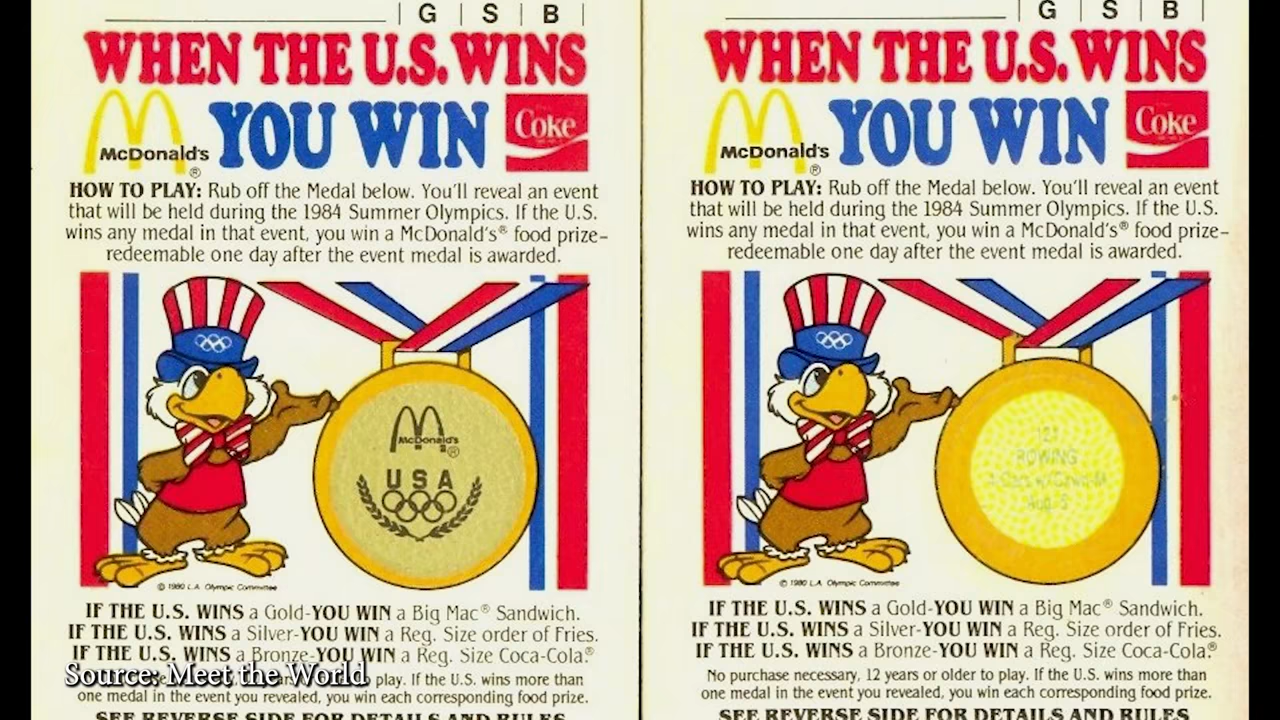 G | S | B
WHEN THE U.S. WINS
McDonald's® YOU WIN Coke
HOW TO PLAY: Rub off the Medal below. You'll reveal an event
that will be held during the 1984 Summer Olympics. If the U.S.
wins any medal in that event, you win a McDonald's® food prize–
redeemable one day after the event medal is awarded.
McDonald's®
USA
© 1980 L.A. Olympic Committee
IF THE U.S. WINS a Gold-YOU WIN a Big Mac® Sandwich.
IF THE U.S. WINS a Silver-YOU WIN a Reg. Size order of Fries.
IF THE U.S. WINS a Bronze-YOU WIN a Reg. Size Coca-Cola.®
play. If the U.S. wins more than
one medal in the event you revealed, you win each corresponding food prize.
SEE REVERSE SIDE FOR DETAILS AND RULES
G | S | B
WHEN THE U.S. WINS
McDonald's® YOU WIN Coke
HOW TO PLAY: Rub off the Medal below. You'll reveal an event
that will be held during the 1984 Summer Olympics. If the U.S.
wins any medal in that event, you win a McDonald's® food prize–
redeemable one day after the event medal is awarded.
ROWING
© 1980 L.A. Olympic Committee
IF THE U.S. WINS a Gold-YOU WIN a Big Mac® Sandwich.
IF THE U.S. WINS a Silver-YOU WIN a Reg. Size order of Fries.
IF THE U.S. WINS a Bronze-YOU WIN a Reg. Size Coca-Cola.®
No purchase necessary, 12 years or older to play. If the U.S. wins more than
one medal in the event you revealed, you win each corresponding food prize.
SEE REVERSE SIDE FOR DETAILS AND RULES
Source: Meet the World